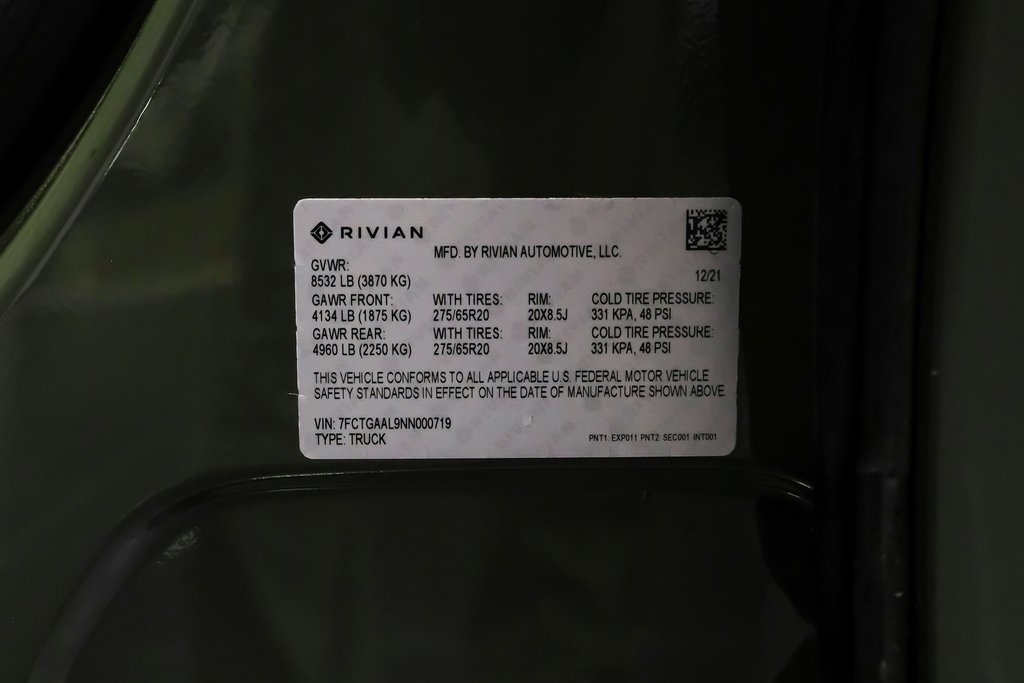 RIVIAN
MFD. BY RIVIAN AUTOMOTIVE, LLC.
GVWR:
8532 LB (3870 KG)
12/21
GAWR FRONT: WITH TIRES: RIM: COLD TIRE PRESSURE:
4134 LB (1875 KG) 275/65R20 20X8.5J 331 KPA, 48 PSI
GAWR REAR: WITH TIRES: RIM: COLD TIRE PRESSURE:
4960 LB (2250 KG) 275/65R20 20X8.5J 331 KPA, 48 PSI
THIS VEHICLE CONFORMS TO ALL APPLICABLE U.S. FEDERAL MOTOR VEHICLE
SAFETY STANDARDS IN EFFECT ON THE DATE OF MANUFACTURE SHOWN ABOVE.
VIN: 7FCTGAAL9NN000719
TYPE: TRUCK
PNT1: EXP011 PNT2: SEC001 INT001